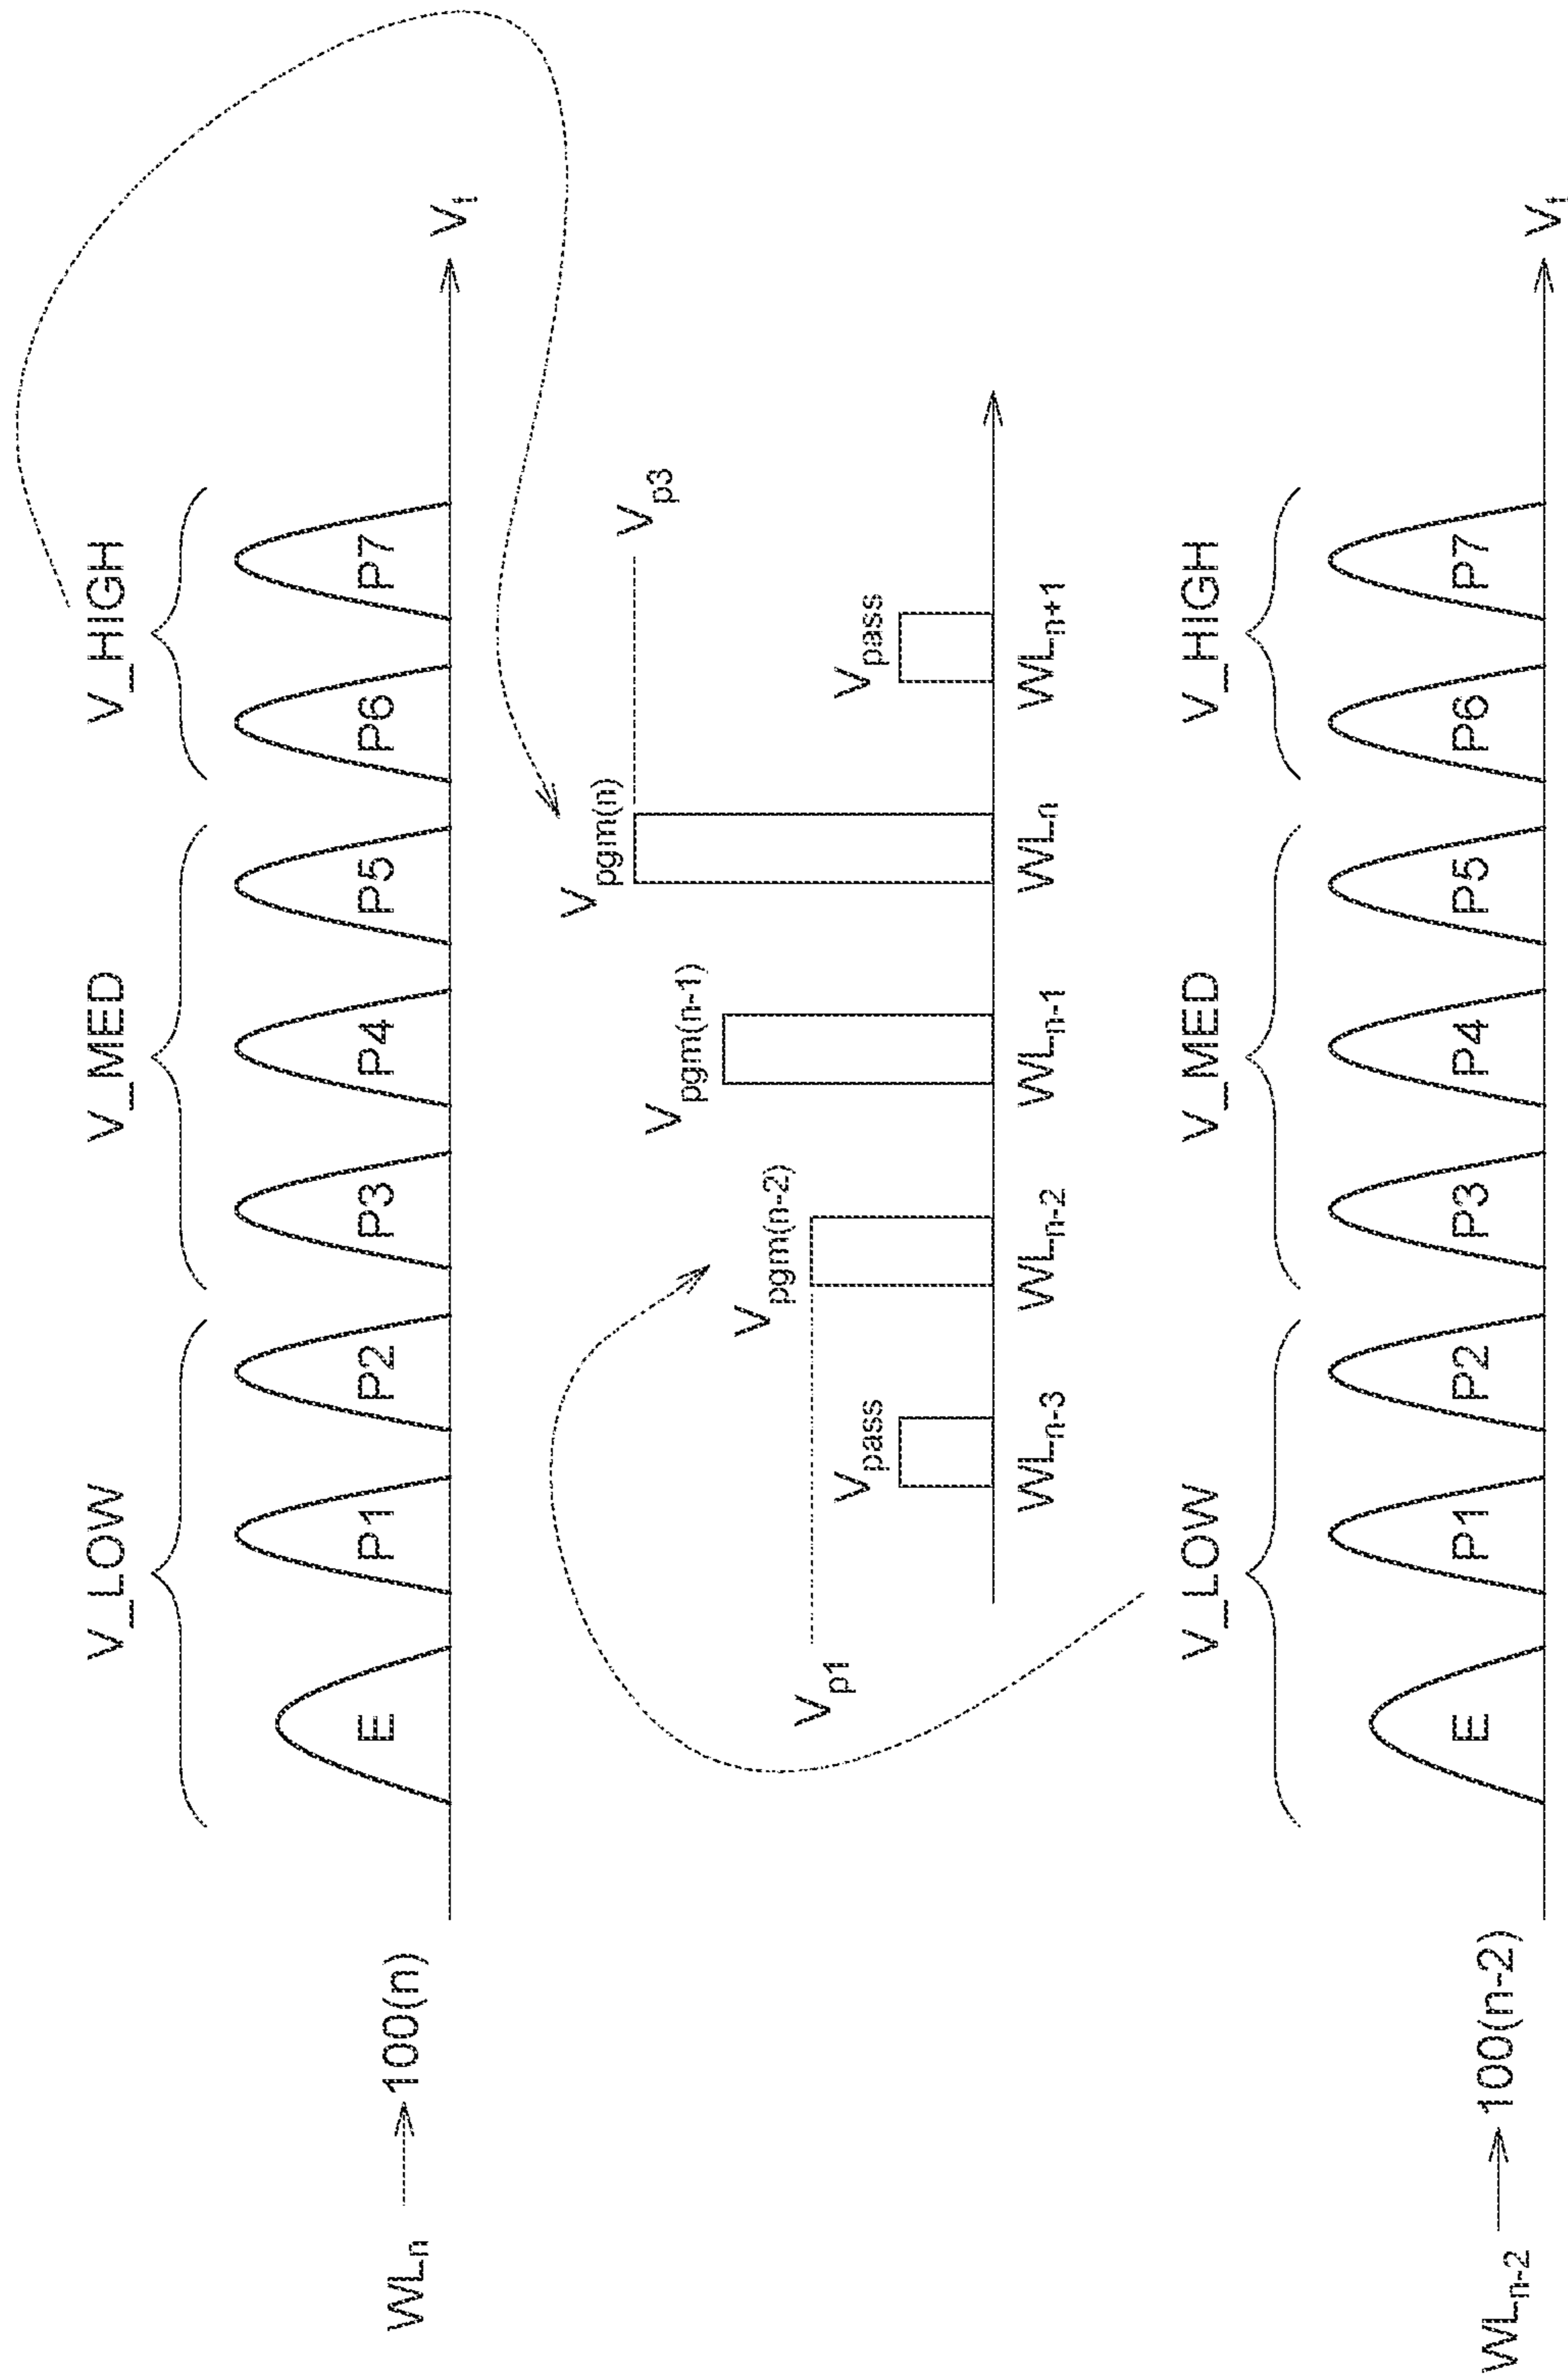 V_LOW V_MED V_HIGH
E P1 P2 P3 P4 P5 P6 P7
WLn 100(n) Vt
Vpgm(n) Vp3
Vpgm(n-1)
Vpgm(n-2)
Vp1
Vpass Vpass
WLn-3 WLn-2 WLn-1 WLn WLn+1
V_LOW V_MED V_HIGH
E P1 P2 P3 P4 P5 P6 P7
WLn-2 100(n-2) Vt